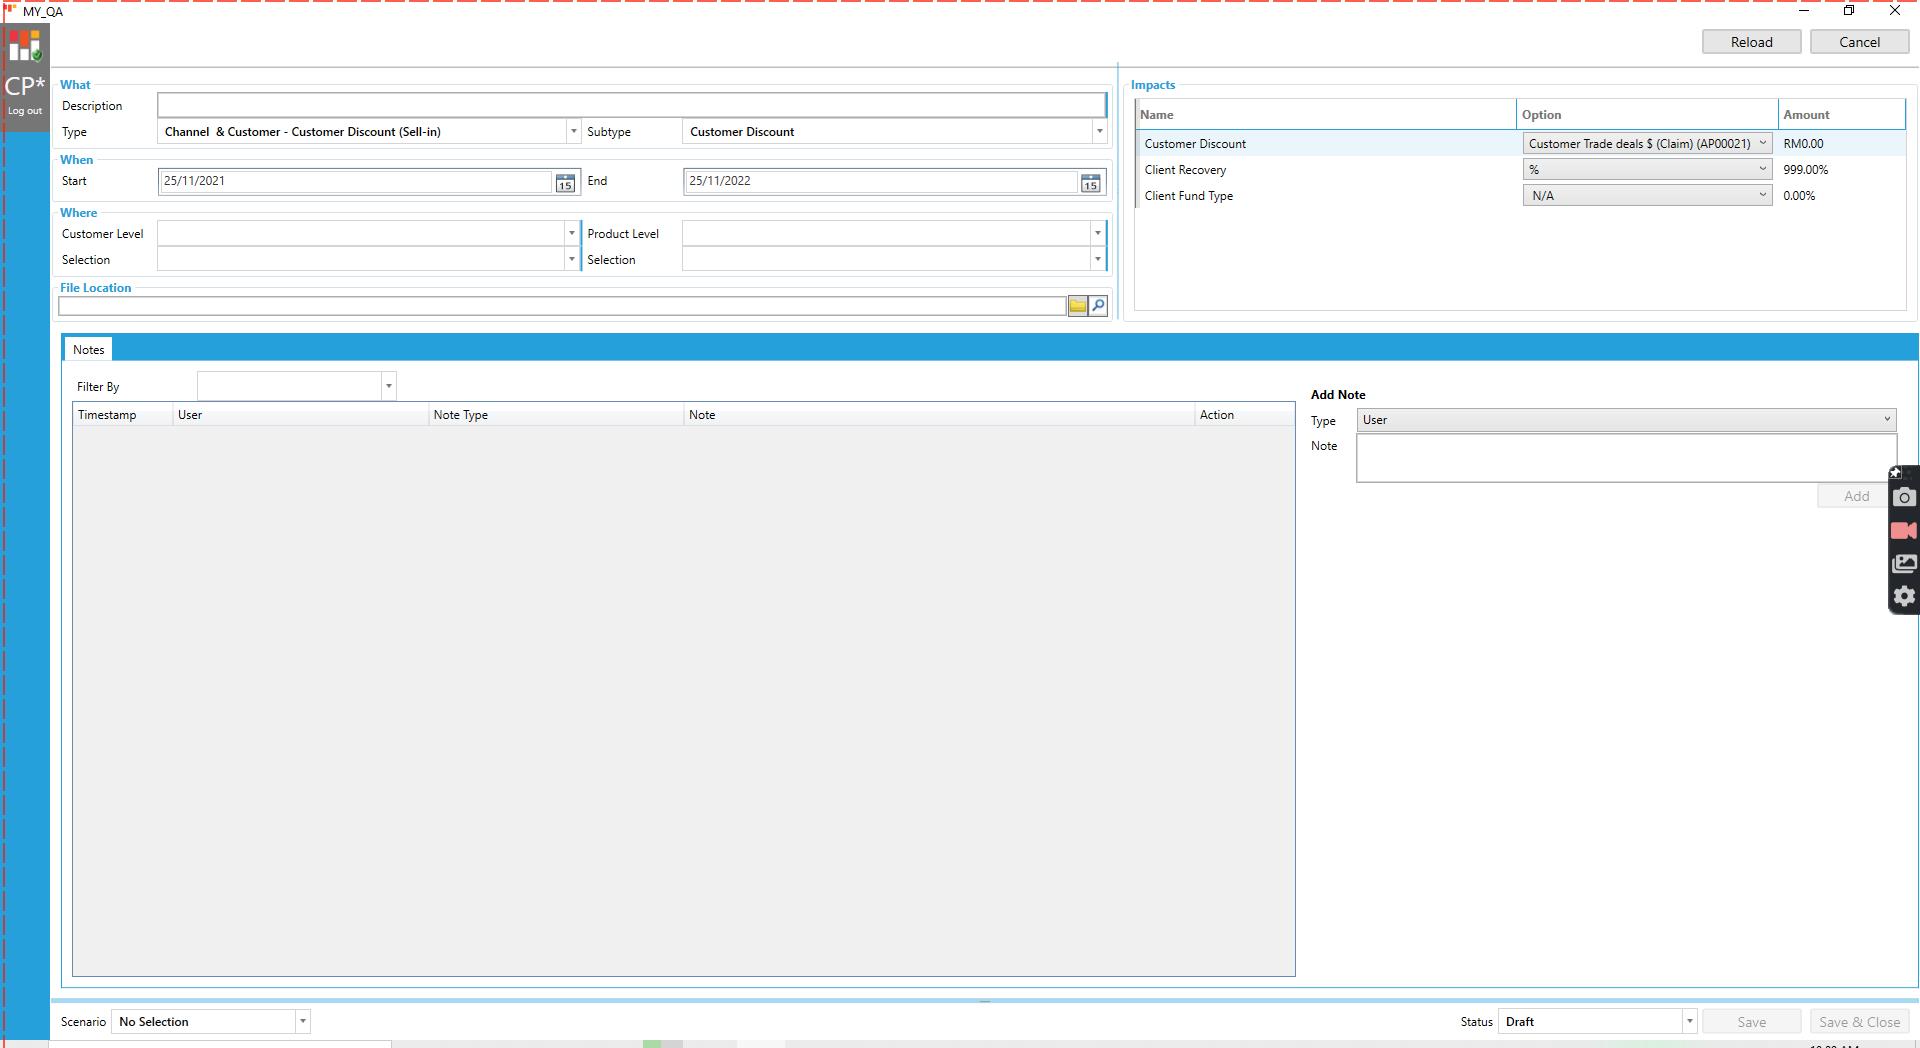 MY_QA
Reload
Cancel
CP*
Log out
What
Description
Type
Channel & Customer - Customer Discount (Sell-in)
Subtype
Customer Discount
When
Start
25/11/2021
15
End
25/11/2022
15
Where
Customer Level
Product Level
Selection
Selection
File Location
Impacts
Name Option Amount
Customer Discount Customer Trade deals $ (Claim) (AP00021) RM0.00
Client Recovery % 999.00%
Client Fund Type N/A 0.00%
Notes
Filter By
Timestamp User Note Type Note Action
Add Note
Type User
Note
Add
Scenario No Selection
Status Draft
Save
Save & Close